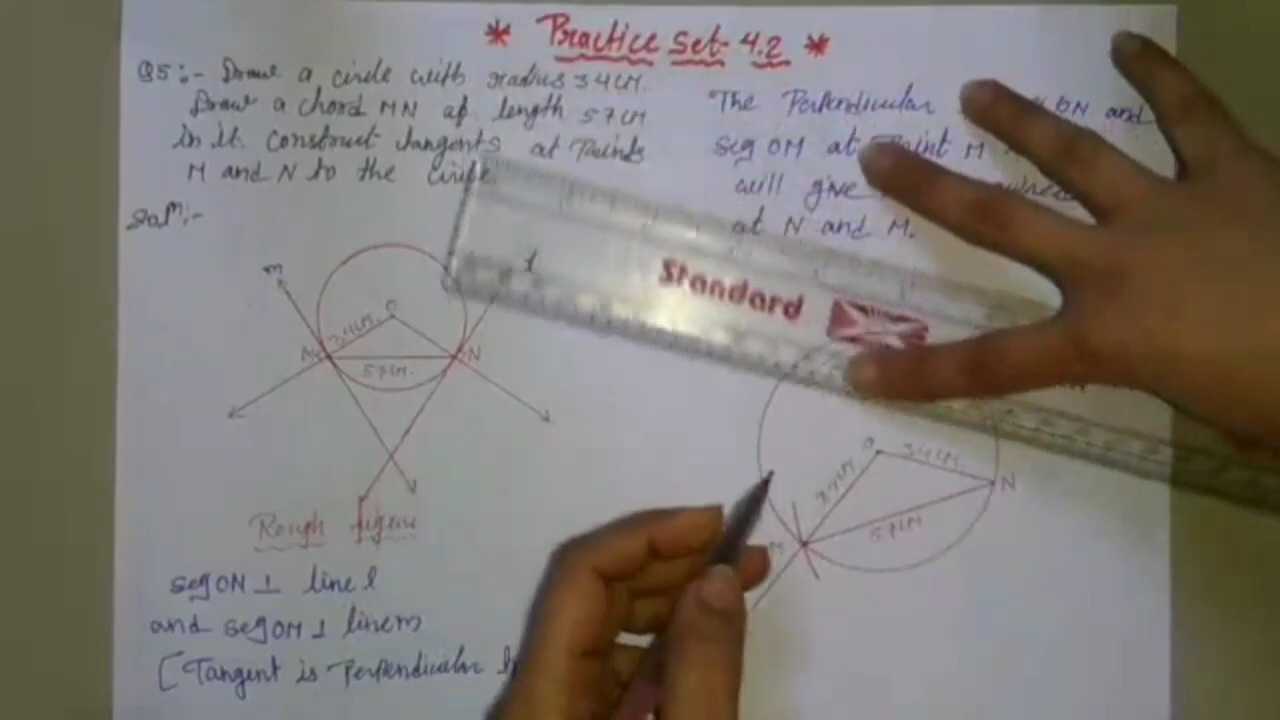 * Practice Set 4.2 *
Q5:- Draw a circle with radius 3.4 CM.
Draw a chord MN of length 5.7 CM
in it. construct tangents at Points
M and N to the circle.
Solⁿ:-
m
l
O
3.4 CM.
M
N
5.7 CM.
Rough figure
seg ON ⊥ line l
and seg OM ⊥ line m
[Tangent is Perpendicular
The Perpendicular ON and
seg OM at Point M
will give
at N and M.
Standard
O
3.4 CM.
3.4 CM.
N
5.7 CM
M